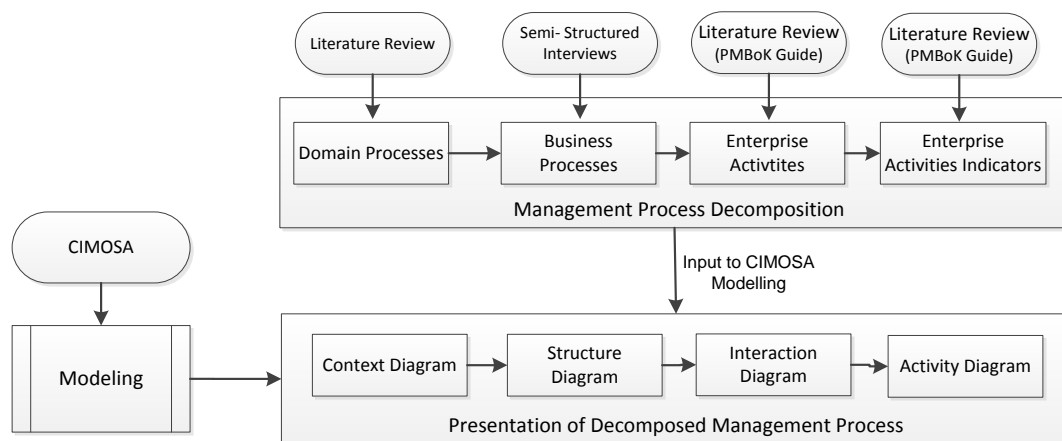 Literature Review
Semi- Structured
Interviews
Literature Review
(PMBoK Guide)
Literature Review
(PMBoK Guide)
Domain Processes
Business
Processes
Enterprise
Activtites
Enterprise
Activities Indicators
Management Process Decomposition
CIMOSA
Input to CIMOSA
Modelling
Modeling
Context Diagram
Structure
Diagram
Interaction
Diagram
Activity Diagram
Presentation of Decomposed Management Process